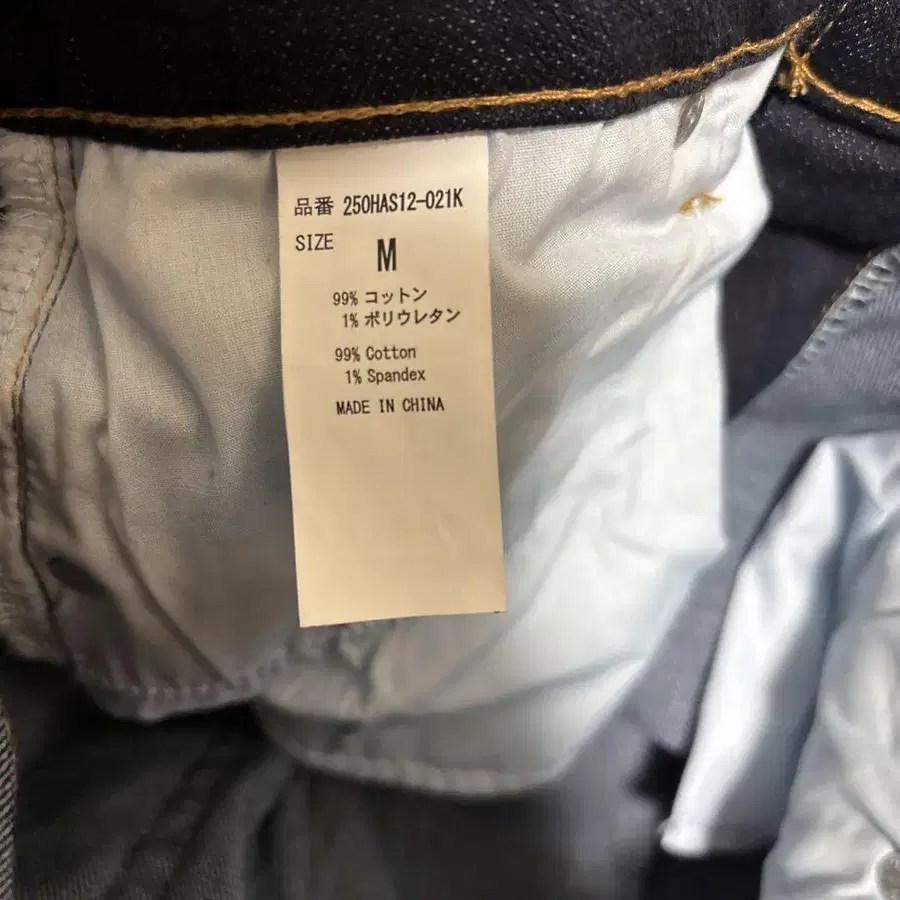 品番 250HAS12-021K
SIZE M
99% コットン
1% ポリウレタン
99% Cotton
1% Spandex
MADE IN CHINA